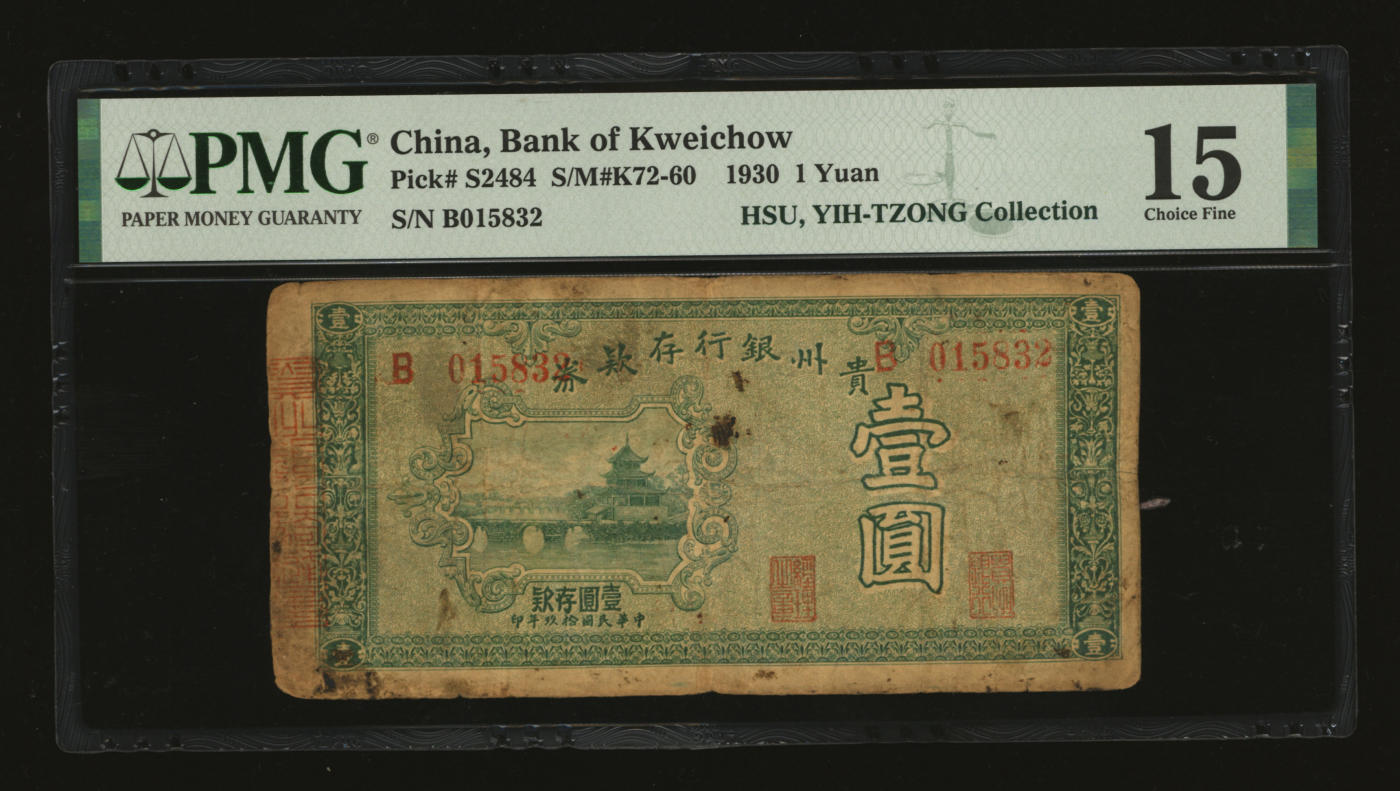 PMG®
PAPER MONEY GUARANTY
China, Bank of Kweichow
Pick# S2484 S/M#K72-60 1930 1 Yuan
S/N B015832
HSU, YIH-TZONG Collection
15
Choice Fine
壹
壹
B 015832
B 015832
貴州銀行存款券
壹圓
壹圓存款
中華民國拾玖年印
壹
壹